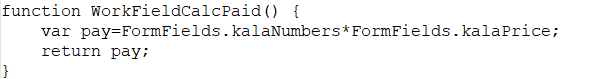 function WorkFieldCalcPaid() {
    var pay=FormFields.kalaNumbers*FormFields.kalaPrice;
    return pay;
}